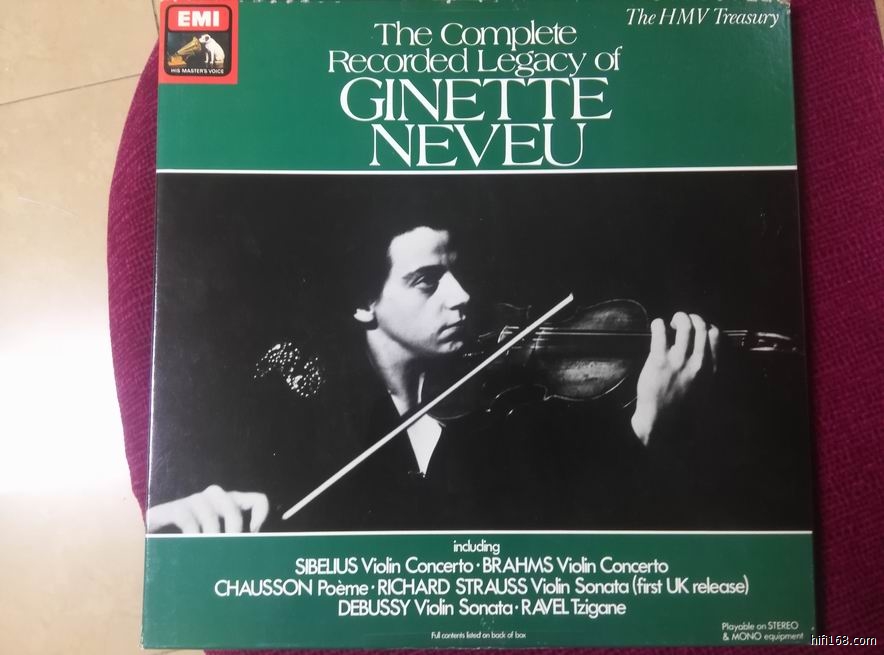 EMI
HIS MASTER'S VOICE
The HMV Treasury
The Complete
Recorded Legacy of
GINETTE
NEVEU
including
SIBELIUS Violin Concerto · BRAHMS Violin Concerto
CHAUSSON Poème · RICHARD STRAUSS Violin Sonata (first UK release)
DEBUSSY Violin Sonata · RAVEL Tzigane
Full contents listed on back of box
Playable on STEREO
& MONO equipment
hifi168.com